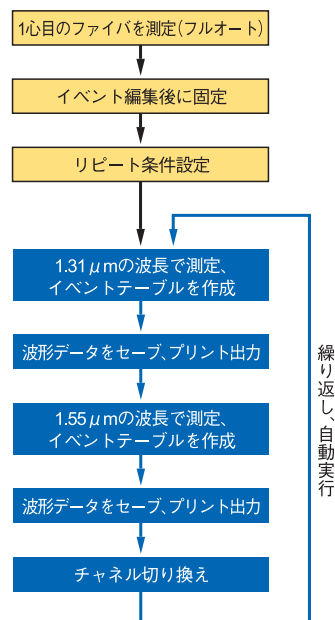 1心目のファイバを測定(フルオート)
イベント編集後に固定
リピート条件設定
1.31μmの波長で測定、
イベントテーブルを作成
波形データをセーブ、プリント出力
1.55μmの波長で測定、
イベントテーブルを作成
波形データをセーブ、プリント出力
チャネル切り換え
繰り返し、自動実行